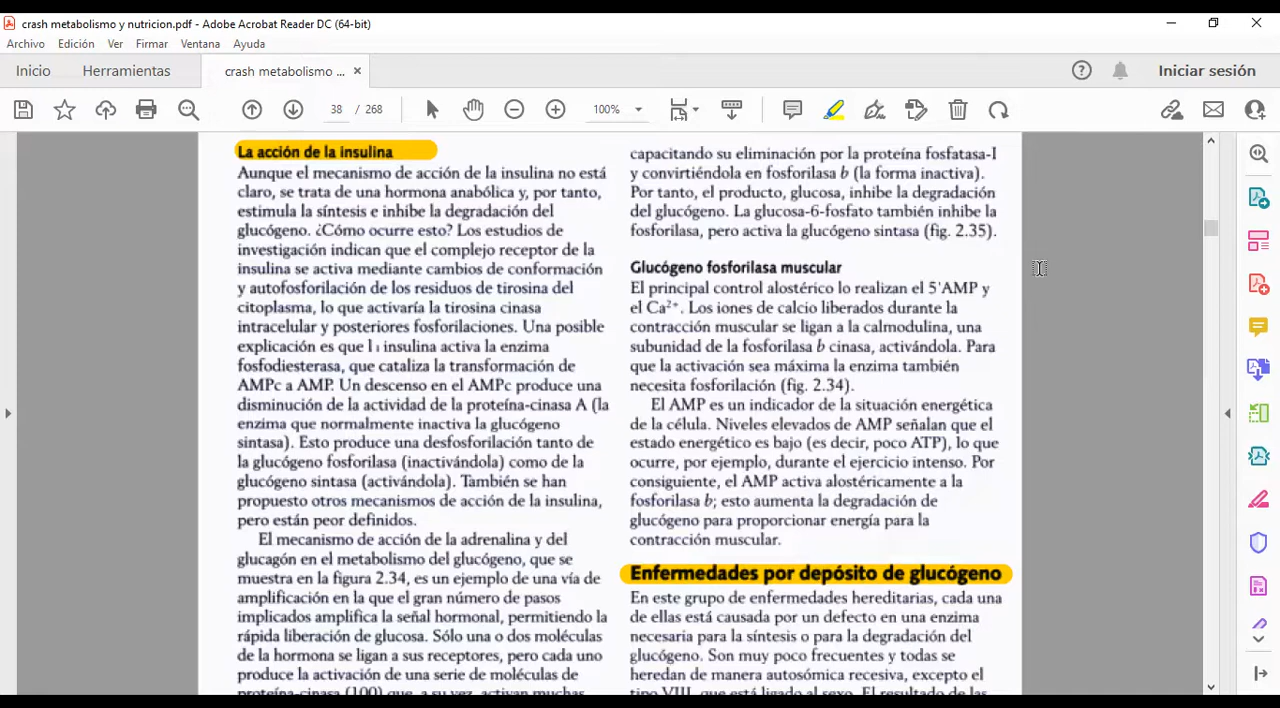 crash metabolismo y nutricion.pdf - Adobe Acrobat Reader DC (64-bit)
Archivo Edición Ver Firmar Ventana Ayuda
Inicio Herramientas crash metabolismo ... Iniciar sesión
38 / 268 100%
La acción de la insulina
Aunque el mecanismo de acción de la insulina no está
claro, se trata de una hormona anabólica y, por tanto,
estimula la síntesis e inhibe la degradación del
glucógeno. ¿Cómo ocurre esto? Los estudios de
investigación indican que el complejo receptor de la
insulina se activa mediante cambios de conformación
y autofosforilación de los residuos de tirosina del
citoplasma, lo que activaría la tirosina cinasa
intracelular y posteriores fosforilaciones. Una posible
explicación es que l insulina activa la enzima
fosfodiesterasa, que cataliza la transformación de
AMPc a AMP. Un descenso en el AMPc produce una
disminución de la actividad de la proteína-cinasa A (la
enzima que normalmente inactiva la glucógeno
sintasa). Esto produce una desfosforilación tanto de
la glucógeno fosforilasa (inactivándola) como de la
glucógeno sintasa (activándola). También se han
propuesto otros mecanismos de acción de la insulina,
pero están peor definidos.
El mecanismo de acción de la adrenalina y del
glucagón en el metabolismo del glucógeno, que se
muestra en la figura 2.34, es un ejemplo de una vía de
amplificación en la que el gran número de pasos
implicados amplifica la señal hormonal, permitiendo la
rápida liberación de glucosa. Sólo una o dos moléculas
de la hormona se ligan a sus receptores, pero cada uno
produce la activación de una serie de moléculas de
proteína-cinasa (100) que, a su vez, activan muchas
capacitando su eliminación por la proteína fosfatasa-I
y convirtiéndola en fosforilasa b (la forma inactiva).
Por tanto, el producto, glucosa, inhibe la degradación
del glucógeno. La glucosa-6-fosfato también inhibe la
fosforilasa, pero activa la glucógeno sintasa (fig. 2.35).
Glucógeno fosforilasa muscular
El principal control alostérico lo realizan el 5'AMP y
el Ca²⁺. Los iones de calcio liberados durante la
contracción muscular se ligan a la calmodulina, una
subunidad de la fosforilasa b cinasa, activándola. Para
que la activación sea máxima la enzima también
necesita fosforilación (fig. 2.34).
El AMP es un indicador de la situación energética
de la célula. Niveles elevados de AMP señalan que el
estado energético es bajo (es decir, poco ATP), lo que
ocurre, por ejemplo, durante el ejercicio intenso. Por
consiguiente, el AMP activa alostéricamente a la
fosforilasa b; esto aumenta la degradación de
glucógeno para proporcionar energía para la
contracción muscular.
Enfermedades por depósito de glucógeno
En este grupo de enfermedades hereditarias, cada una
de ellas está causada por un defecto en una enzima
necesaria para la síntesis o para la degradación del
glucógeno. Son muy poco frecuentes y todas se
heredan de manera autosómica recesiva, excepto el
tipo VIII, que está ligado al sexo. El resultado de las